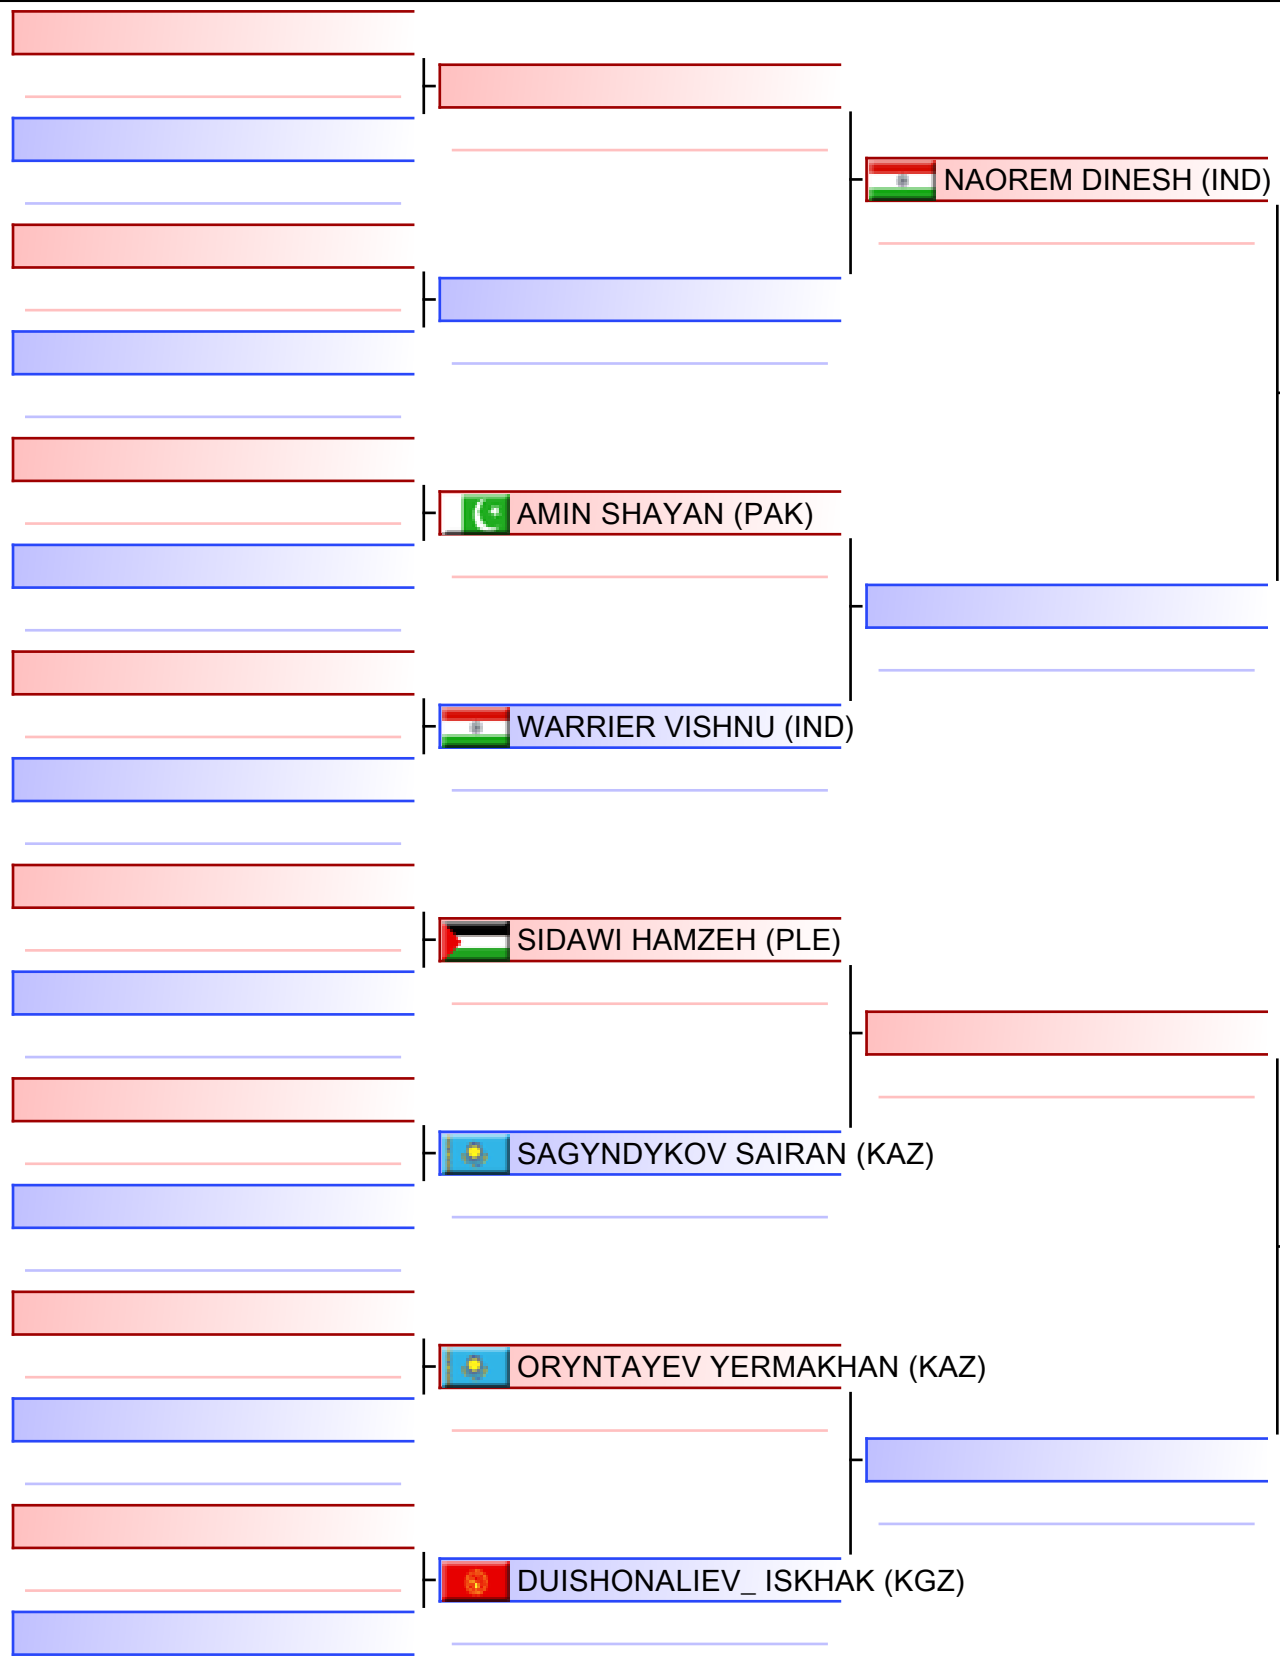 NAOREM DINESH (IND)
AMIN SHAYAN (PAK)
WARRIER VISHNU (IND)
SIDAWI HAMZEH (PLE)
SAGYNDYKOV SAIRAN (KAZ)
ORYNTAYEV YERMAKHAN (KAZ)
DUISHONALIEV_ ISKHAK (KGZ)